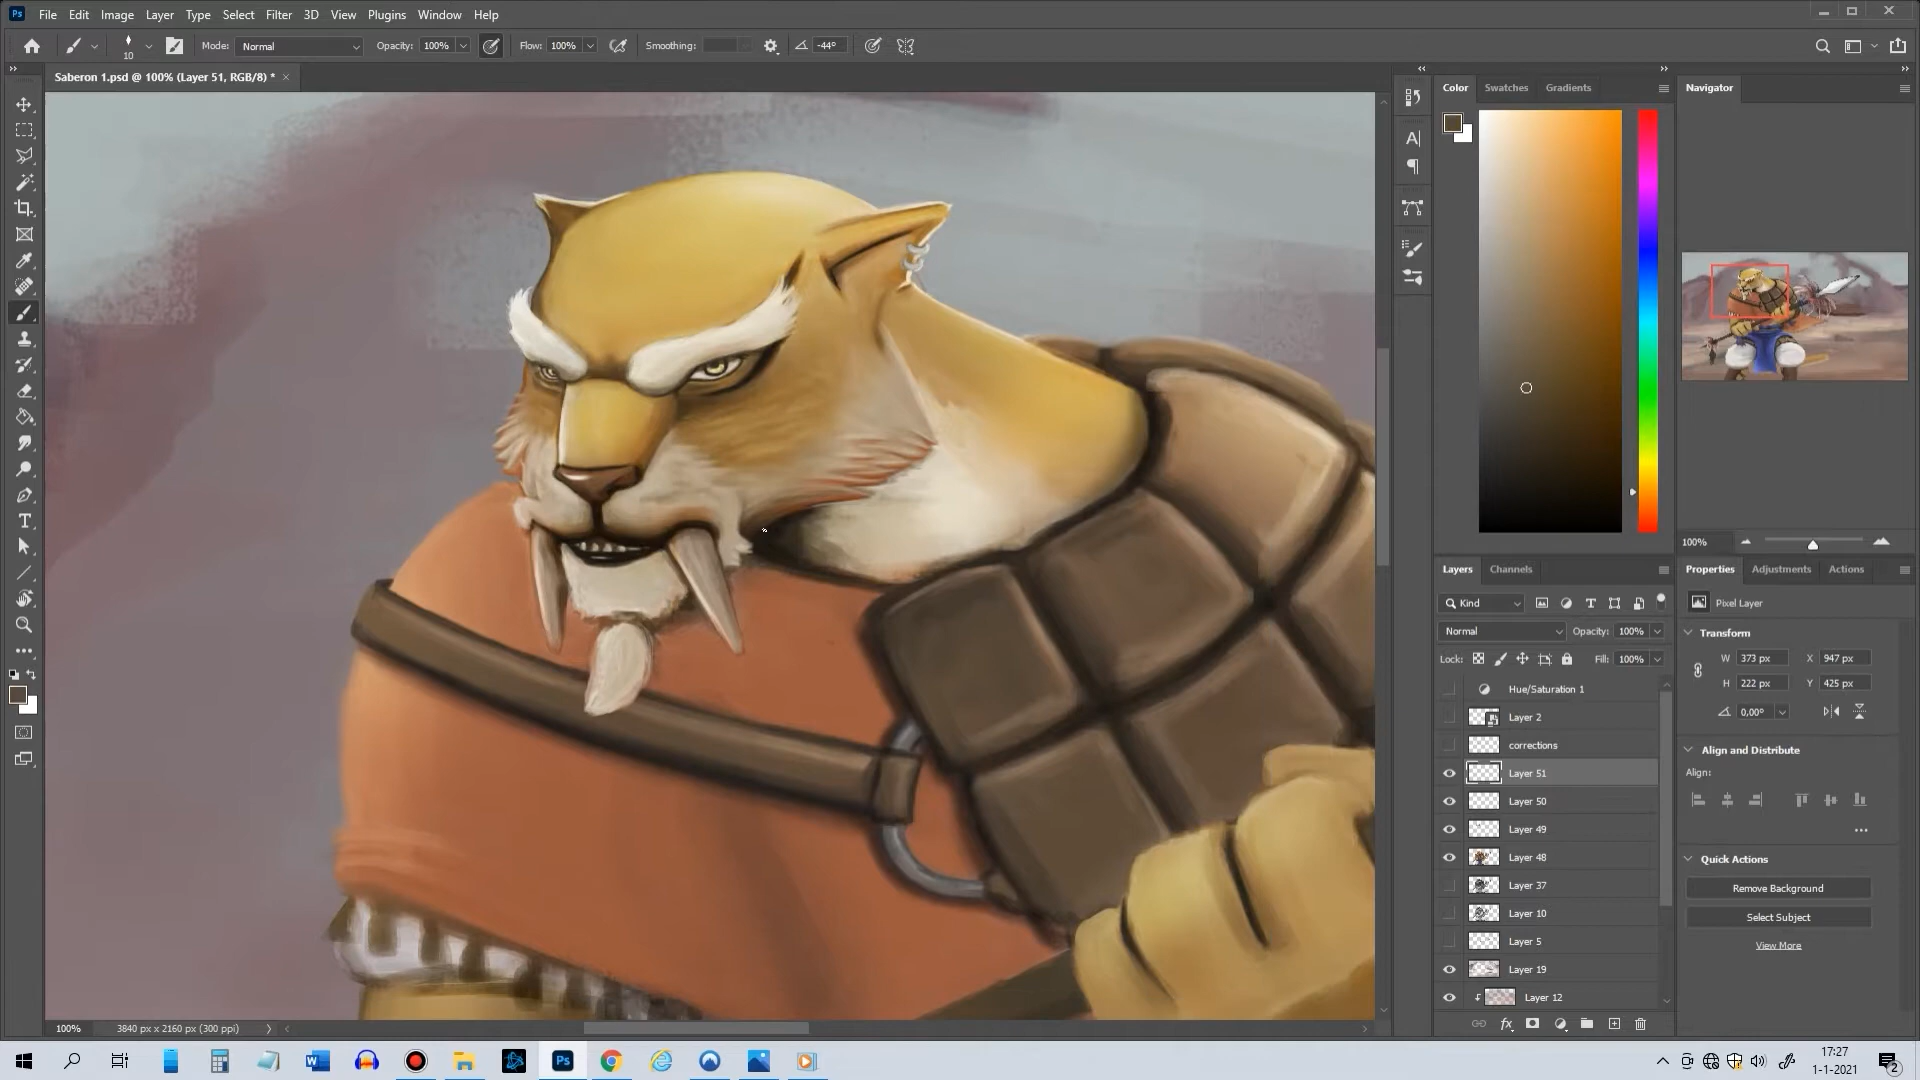 Ps File Edit Image Layer Type Select Filter 3D View Plugins Window Help
10 Mode: Normal Opacity: 100% Flow: 100% Smoothing: -44°
Saberon 1.psd @ 100% (Layer 51, RGB/8) *
Color Swatches Gradients
Navigator
100%
Layers Channels
Kind
Normal Opacity: 100%
Lock: Fill: 100%
Hue/Saturation 1
Layer 2
corrections
Layer 51
Layer 50
Layer 49
Layer 48
Layer 37
Layer 10
Layer 5
Layer 19
Layer 12
fx
Properties Adjustments Actions
Pixel Layer
Transform
W 373 px X 947 px
H 222 px Y 425 px
0,00°
Align and Distribute
Align:
Quick Actions
Remove Background
Select Subject
View More
100% 3840 px x 2160 px (300 ppi)
Ps
17:27
1-1-2021
2